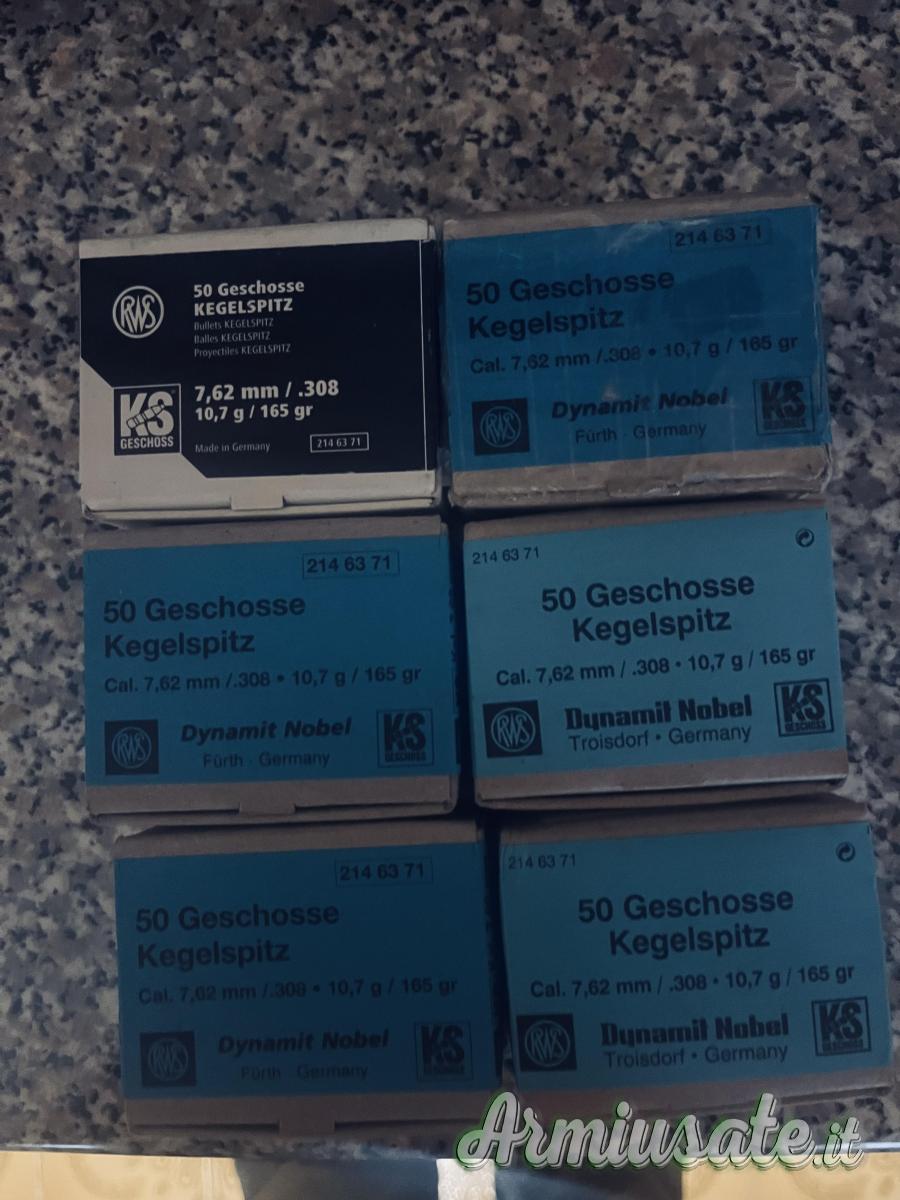 RWS
50 Geschosse
KEGELSPITZ
Bullets KEGELSPITZ
Balles KEGELSPITZ
Proyectiles KEGELSPITZ
7,62 mm / .308
10,7 g / 165 gr
KS
GESCHOSS
Made in Germany
214 63 71
214 63 71
50 Geschosse
Kegelspitz
Cal. 7,62 mm /.308 • 10,7 g / 165 gr
RWS
Dynamit Nobel
Fürth · Germany
KS
GESCHOSS
214 63 71
50 Geschosse
Kegelspitz
Cal. 7,62 mm /.308 • 10,7 g / 165 gr
RWS
Dynamit Nobel
Fürth · Germany
KS
GESCHOSS
214 63 71
50 Geschosse
Kegelspitz
Cal. 7,62 mm / .308 • 10,7 g / 165 gr
RWS
Dynamit Nobel
Troisdorf • Germany
KS
GESCHOSS
214 63 71
50 Geschosse
Kegelspitz
Cal. 7,62 mm /.308 • 10,7 g / 165 gr
RWS
Dynamit Nobel
Fürth · Germany
KS
GESCHOSS
214 63 71
50 Geschosse
Kegelspitz
Cal. 7,62 mm / .308 • 10,7 g / 165 gr
RWS
Dynamit Nobel
Troisdorf • Germany
KS
GESCHOSS
Armiusate.it